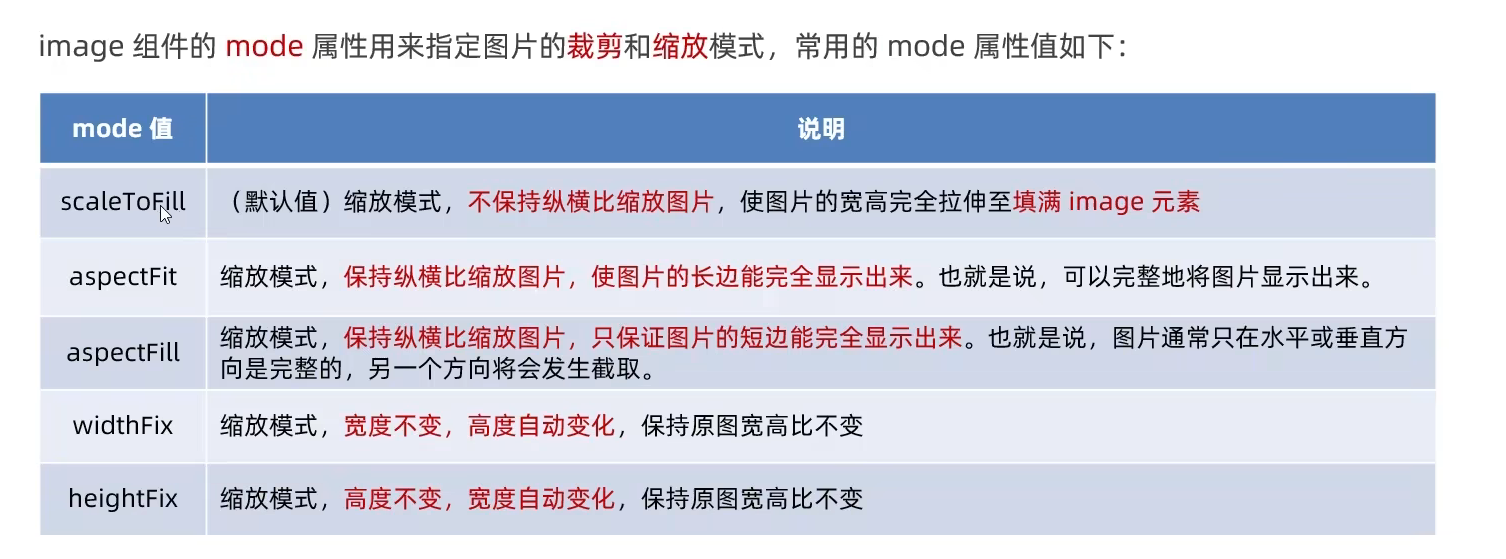 image 组件的 mode 属性用来指定图片的裁剪和缩放模式，常用的 mode 属性值如下：
mode 值
说明
scaleToFill
（默认值）缩放模式，不保持纵横比缩放图片，使图片的宽高完全拉伸至填满 image 元素
aspectFit
缩放模式，保持纵横比缩放图片，使图片的长边能完全显示出来。也就是说，可以完整地将图片显示出来。
aspectFill
缩放模式，保持纵横比缩放图片，只保证图片的短边能完全显示出来。也就是说，图片通常只在水平或垂直方
向是完整的，另一个方向将会发生截取。
widthFix
缩放模式，宽度不变，高度自动变化，保持原图宽高比不变
heightFix
缩放模式，高度不变，宽度自动变化，保持原图宽高比不变